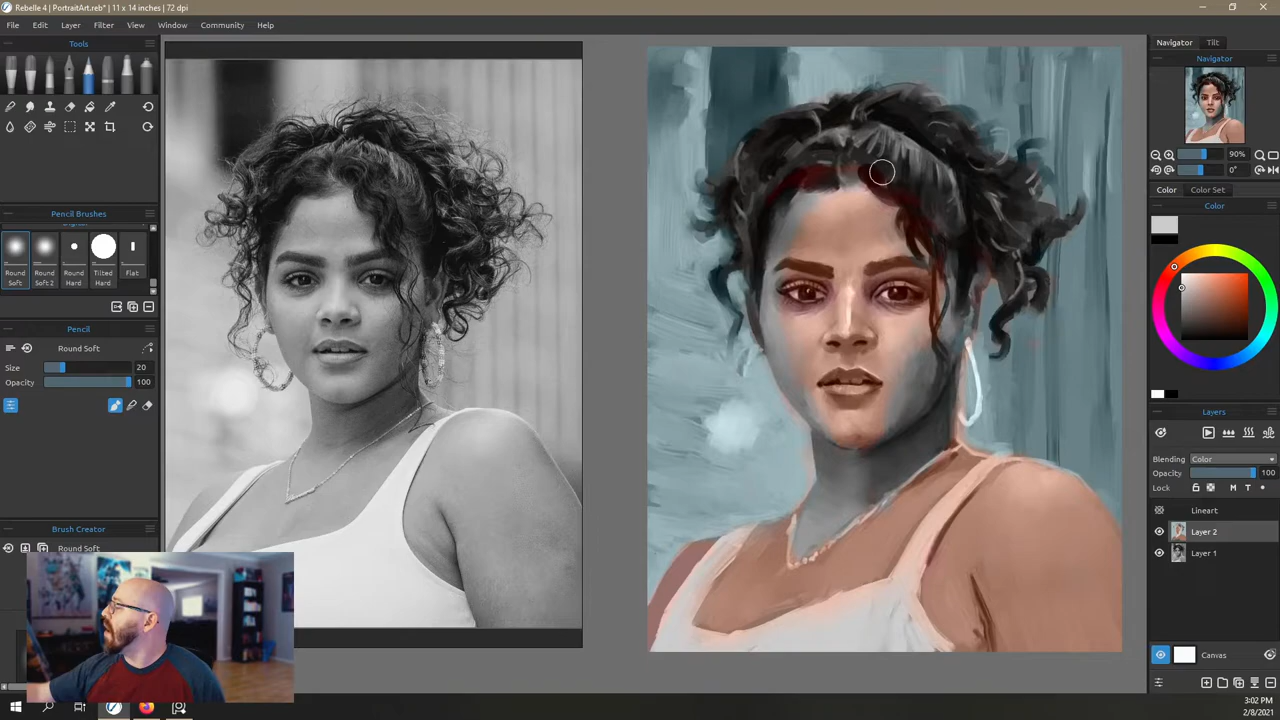 Rebelle 4 | PortraitArt.reb* | 11 x 14 inches | 72 dpi
File Edit Layer Filter View Window Community Help
Tools
Pencil Brushes
Round Soft
Round Soft 2
Round Hard
Tilted Hard
Flat
Pencil
Round Soft
Size 20
Opacity 100
Brush Creator
Round Soft
Navigator Tilt
Navigator
90%
0°
Color Color Set
Color
Layers
Blending Color
Opacity 100
Lock M T
Lineart
Layer 2
Layer 1
Canvas
3:02 PM
2/8/2021